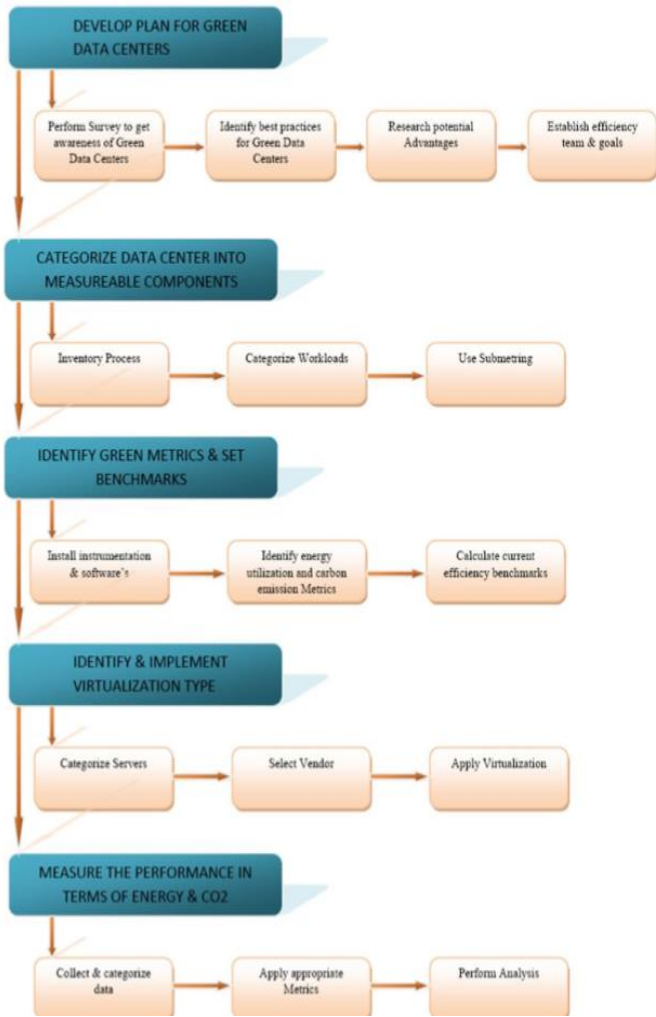 DEVELOP PLAN FOR GREEN
DATA CENTERS
Perform Survey to get
awareness of Green
Data Centers
Identify best practices
for Green Data
Centers
Research potential
Advantages
Establish efficiency
team & goals
CATEGORIZE DATA CENTER INTO
MEASUREABLE COMPONENTS
Inventory Process
Categorize Workloads
Use Submetring
IDENTIFY GREEN METRICS & SET
BENCHMARKS
Install instrumentation
& software`s
Identify energy
utilization and carbon
emission Metrics
Calculate current
efficiency benchmarks
IDENTIFY & IMPLEMENT
VIRTUALIZATION TYPE
Categorize Servers
Select Vendor
Apply Virtualization
MEASURE THE PERFORMANCE IN
TERMS OF ENERGY & CO2
Collect & categorize
data
Apply appropriate
Metrics
Perform Analysis